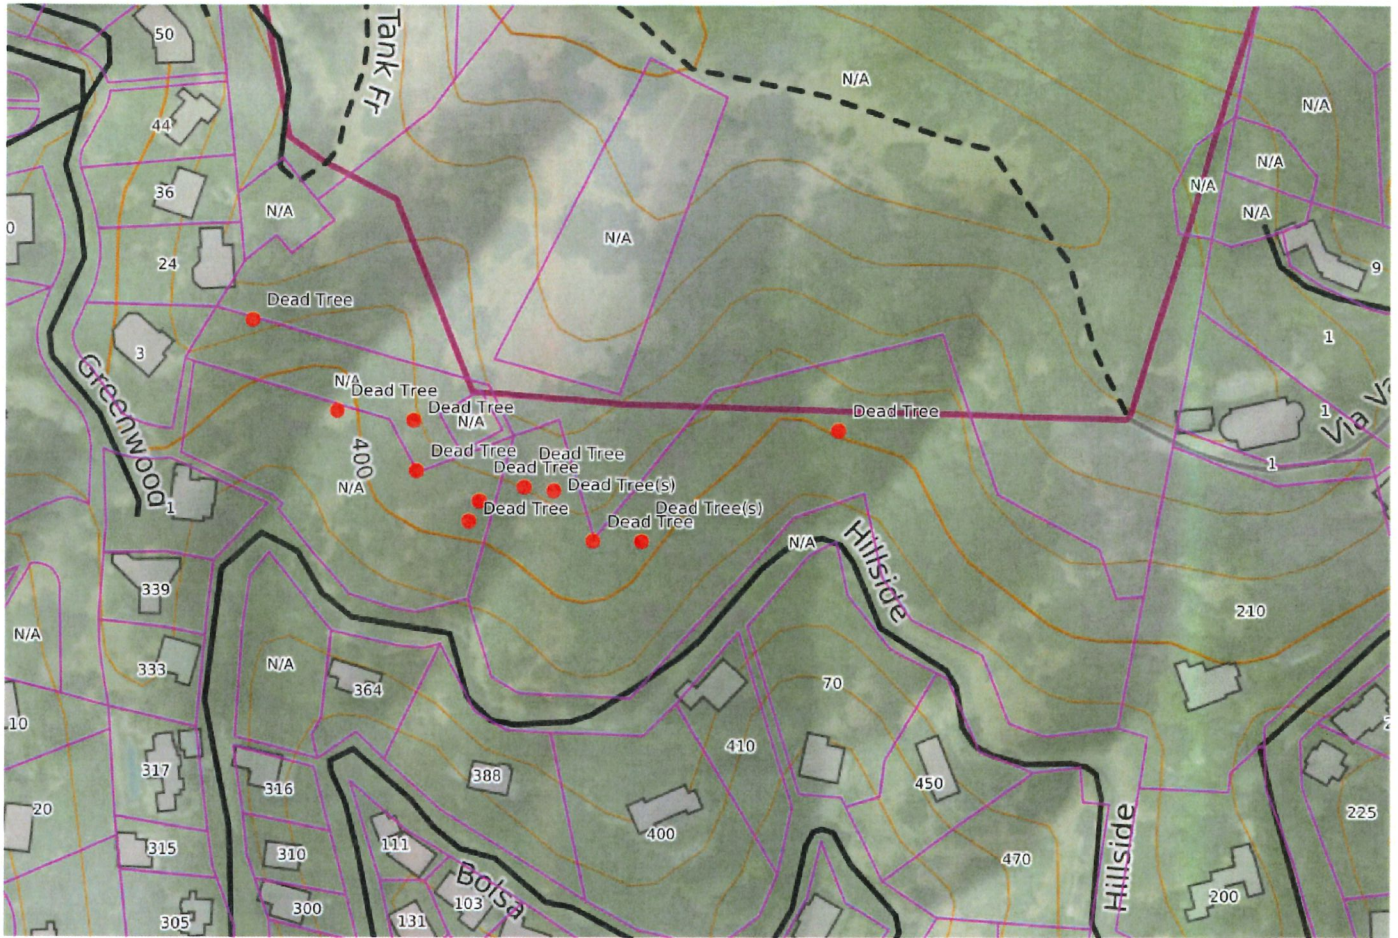 50
Tank Fr
N/A
N/A
44
N/A
36
N/A
N/A
N/A
0
N/A
24
9
Dead Tree
1
3
N/A
Dead Tree
Dead Tree
N/A
Dead Tree
1
Greenwood
400
Dead Tree
Dead Tree
Dead Tree
1
N/A
Dead Tree(s)
1
Dead Tree
Dead Tree(s)
Dead Tree
N/A
Hillside
339
210
N/A
333
N/A
364
70
10
410
317
388
316
450
20
225
400
111
315
310
470
Hillside
Bolsa
103
200
300
131
305